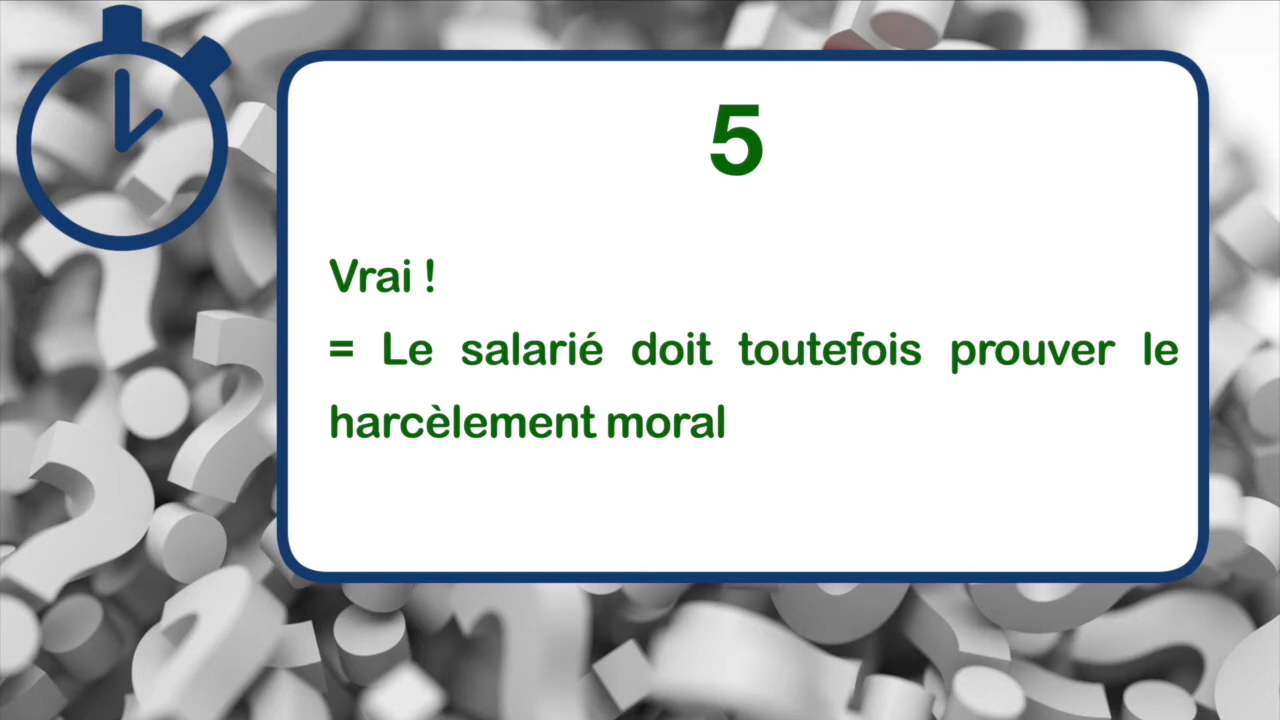 5
Vrai !
= Le salarié doit toutefois prouver le
harcèlement moral